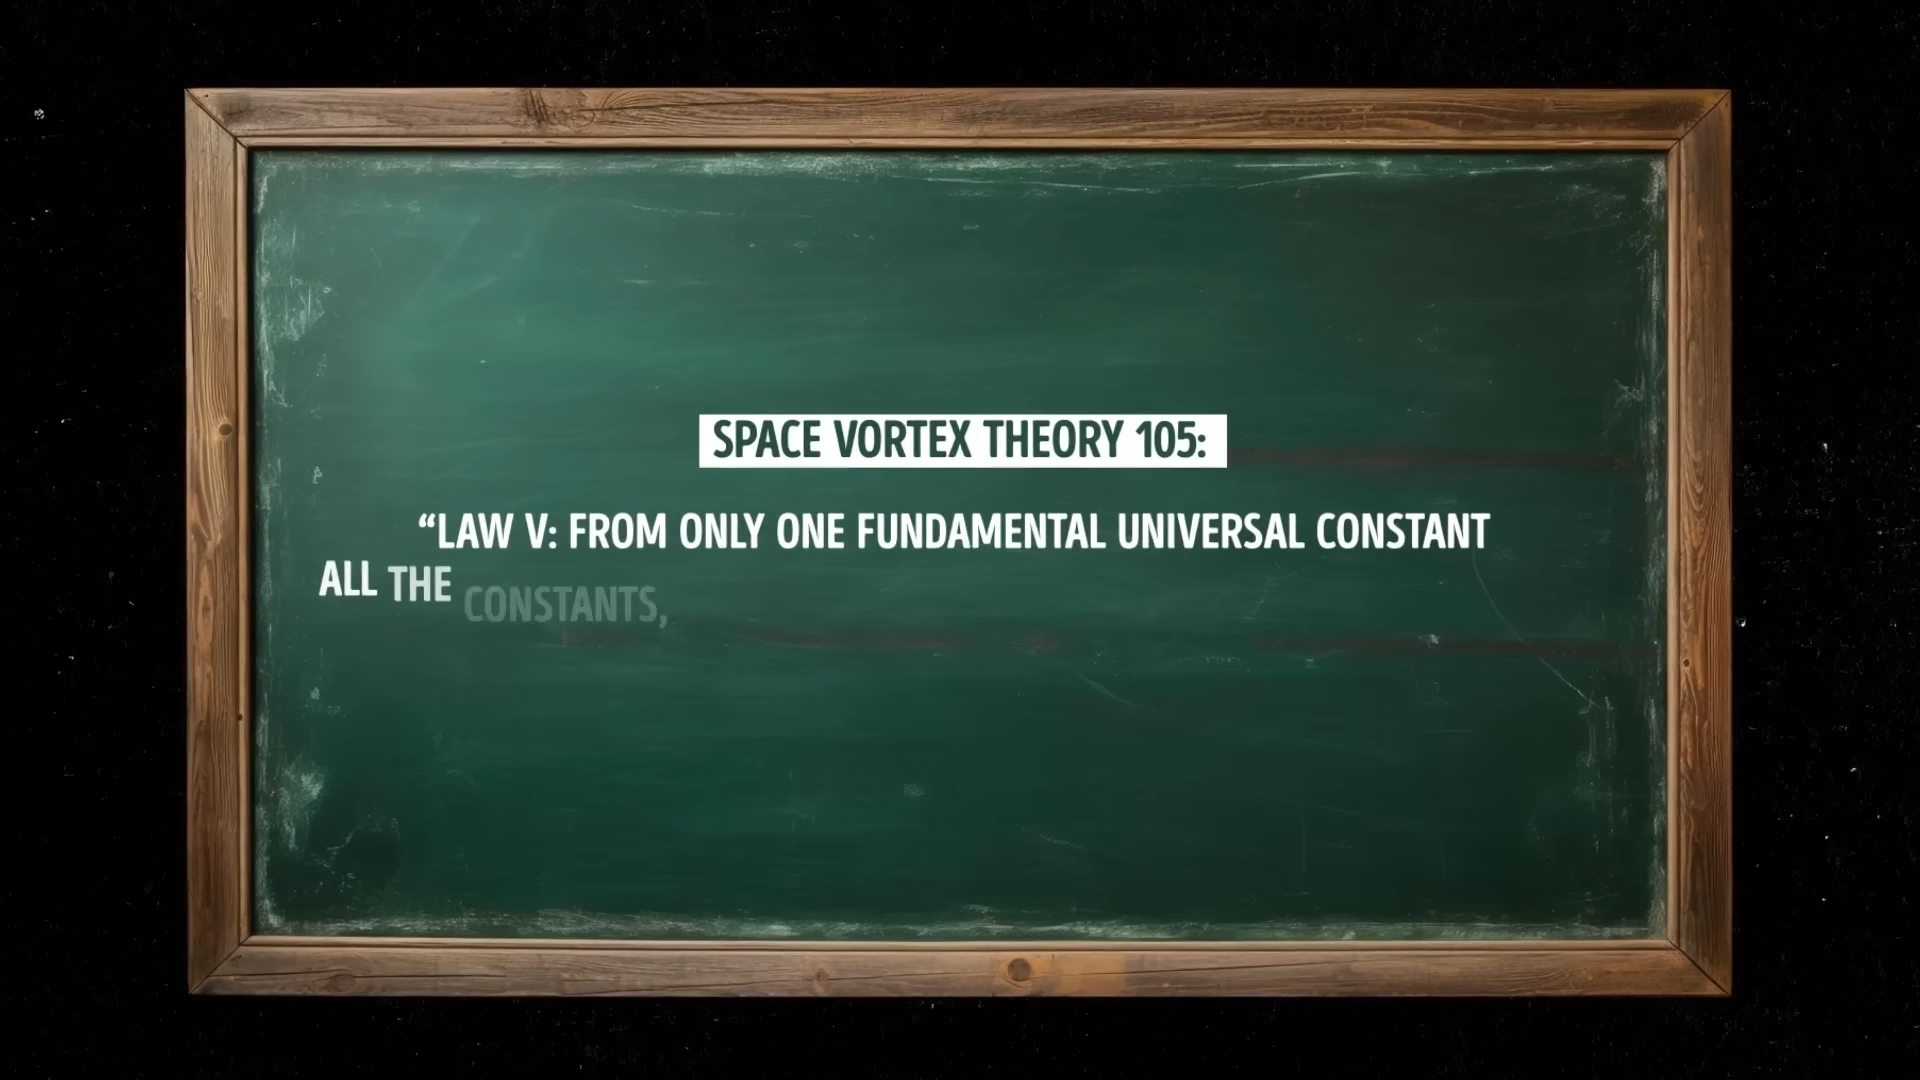 SPACE VORTEX THEORY 105:
“LAW V: FROM ONLY ONE FUNDAMENTAL UNIVERSAL CONSTANT
ALL THE CONSTANTS,